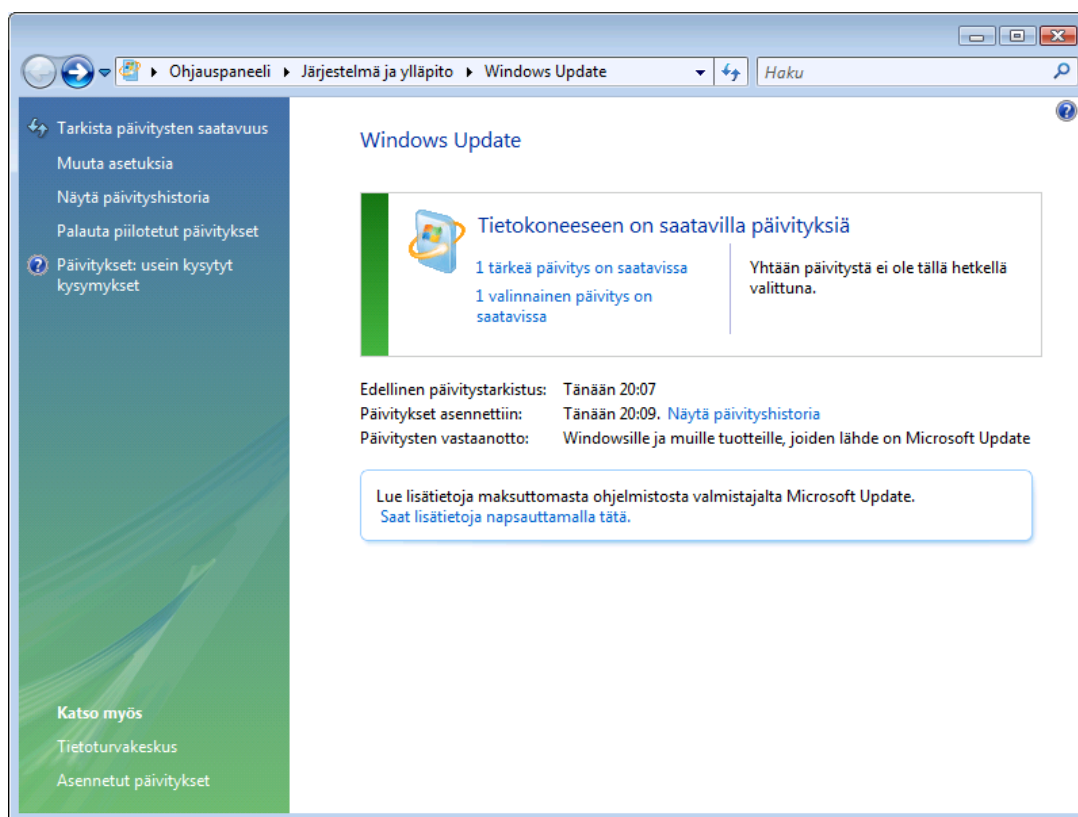 Ohjauspaneeli
Järjestelmä ja ylläpito
Windows Update
Haku
Tarkista päivitysten saatavuus
Muuta asetuksia
Näytä päivityshistoria
Palauta piilotetut päivitykset
Päivitykset: usein kysytyt
kysymykset
Katso myös
Tietoturvakeskus
Asennetut päivitykset
Windows Update
Tietokoneeseen on saatavilla päivityksiä
1 tärkeä päivitys on saatavissa
1 valinnainen päivitys on
saatavissa
Yhtään päivitystä ei ole tällä hetkellä
valittuna.
Edellinen päivitystarkistus: Tänään 20:07
Päivitykset asennettiin: Tänään 20:09. Näytä päivityshistoria
Päivitysten vastaanotto: Windowsille ja muille tuotteille, joiden lähde on Microsoft Update
Lue lisätietoja maksuttomasta ohjelmistosta valmistajalta Microsoft Update.
Saat lisätietoja napsauttamalla tätä.